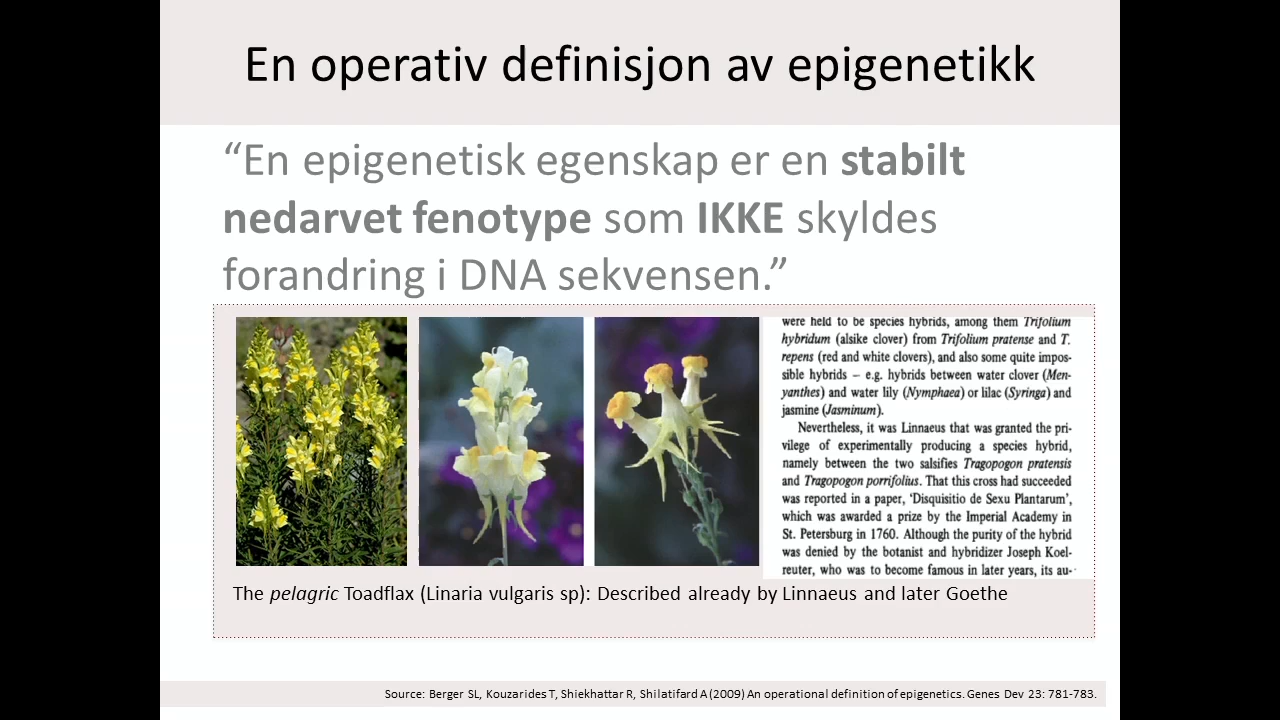 En operativ definisjon av epigenetikk
“En epigenetisk egenskap er en stabilt
nedarvet fenotype som IKKE skyldes
forandring i DNA sekvensen.”
were held to be species hybrids, among them Trifolium
hybridum (alsike clover) from Trifolium pratense and T.
repens (red and white clovers), and also some quite impos-
sible hybrids – e.g. hybrids between water clover (Men-
yanthes) and water lily (Nymphaea) or lilac (Syringa) and
jasmine (Jasminum).
Nevertheless, it was Linnaeus that was granted the pri-
vilege of experimentally producing a species hybrid,
namely between the two salsifies Tragopogon pratensis
and Tragopogon porrifolius. That this cross had succeeded
was reported in a paper, ‘Disquisitio de Sexu Plantarum’,
which was awarded a prize by the Imperial Academy in
St. Petersburg in 1760. Although the purity of the hybrid
was denied by the botanist and hybridizer Joseph Koel-
reuter, who was to become famous in later years, its au-
The pelagric Toadflax (Linaria vulgaris sp): Described already by Linnaeus and later Goethe
Source: Berger SL, Kouzarides T, Shiekhattar R, Shilatifard A (2009) An operational definition of epigenetics. Genes Dev 23: 781-783.